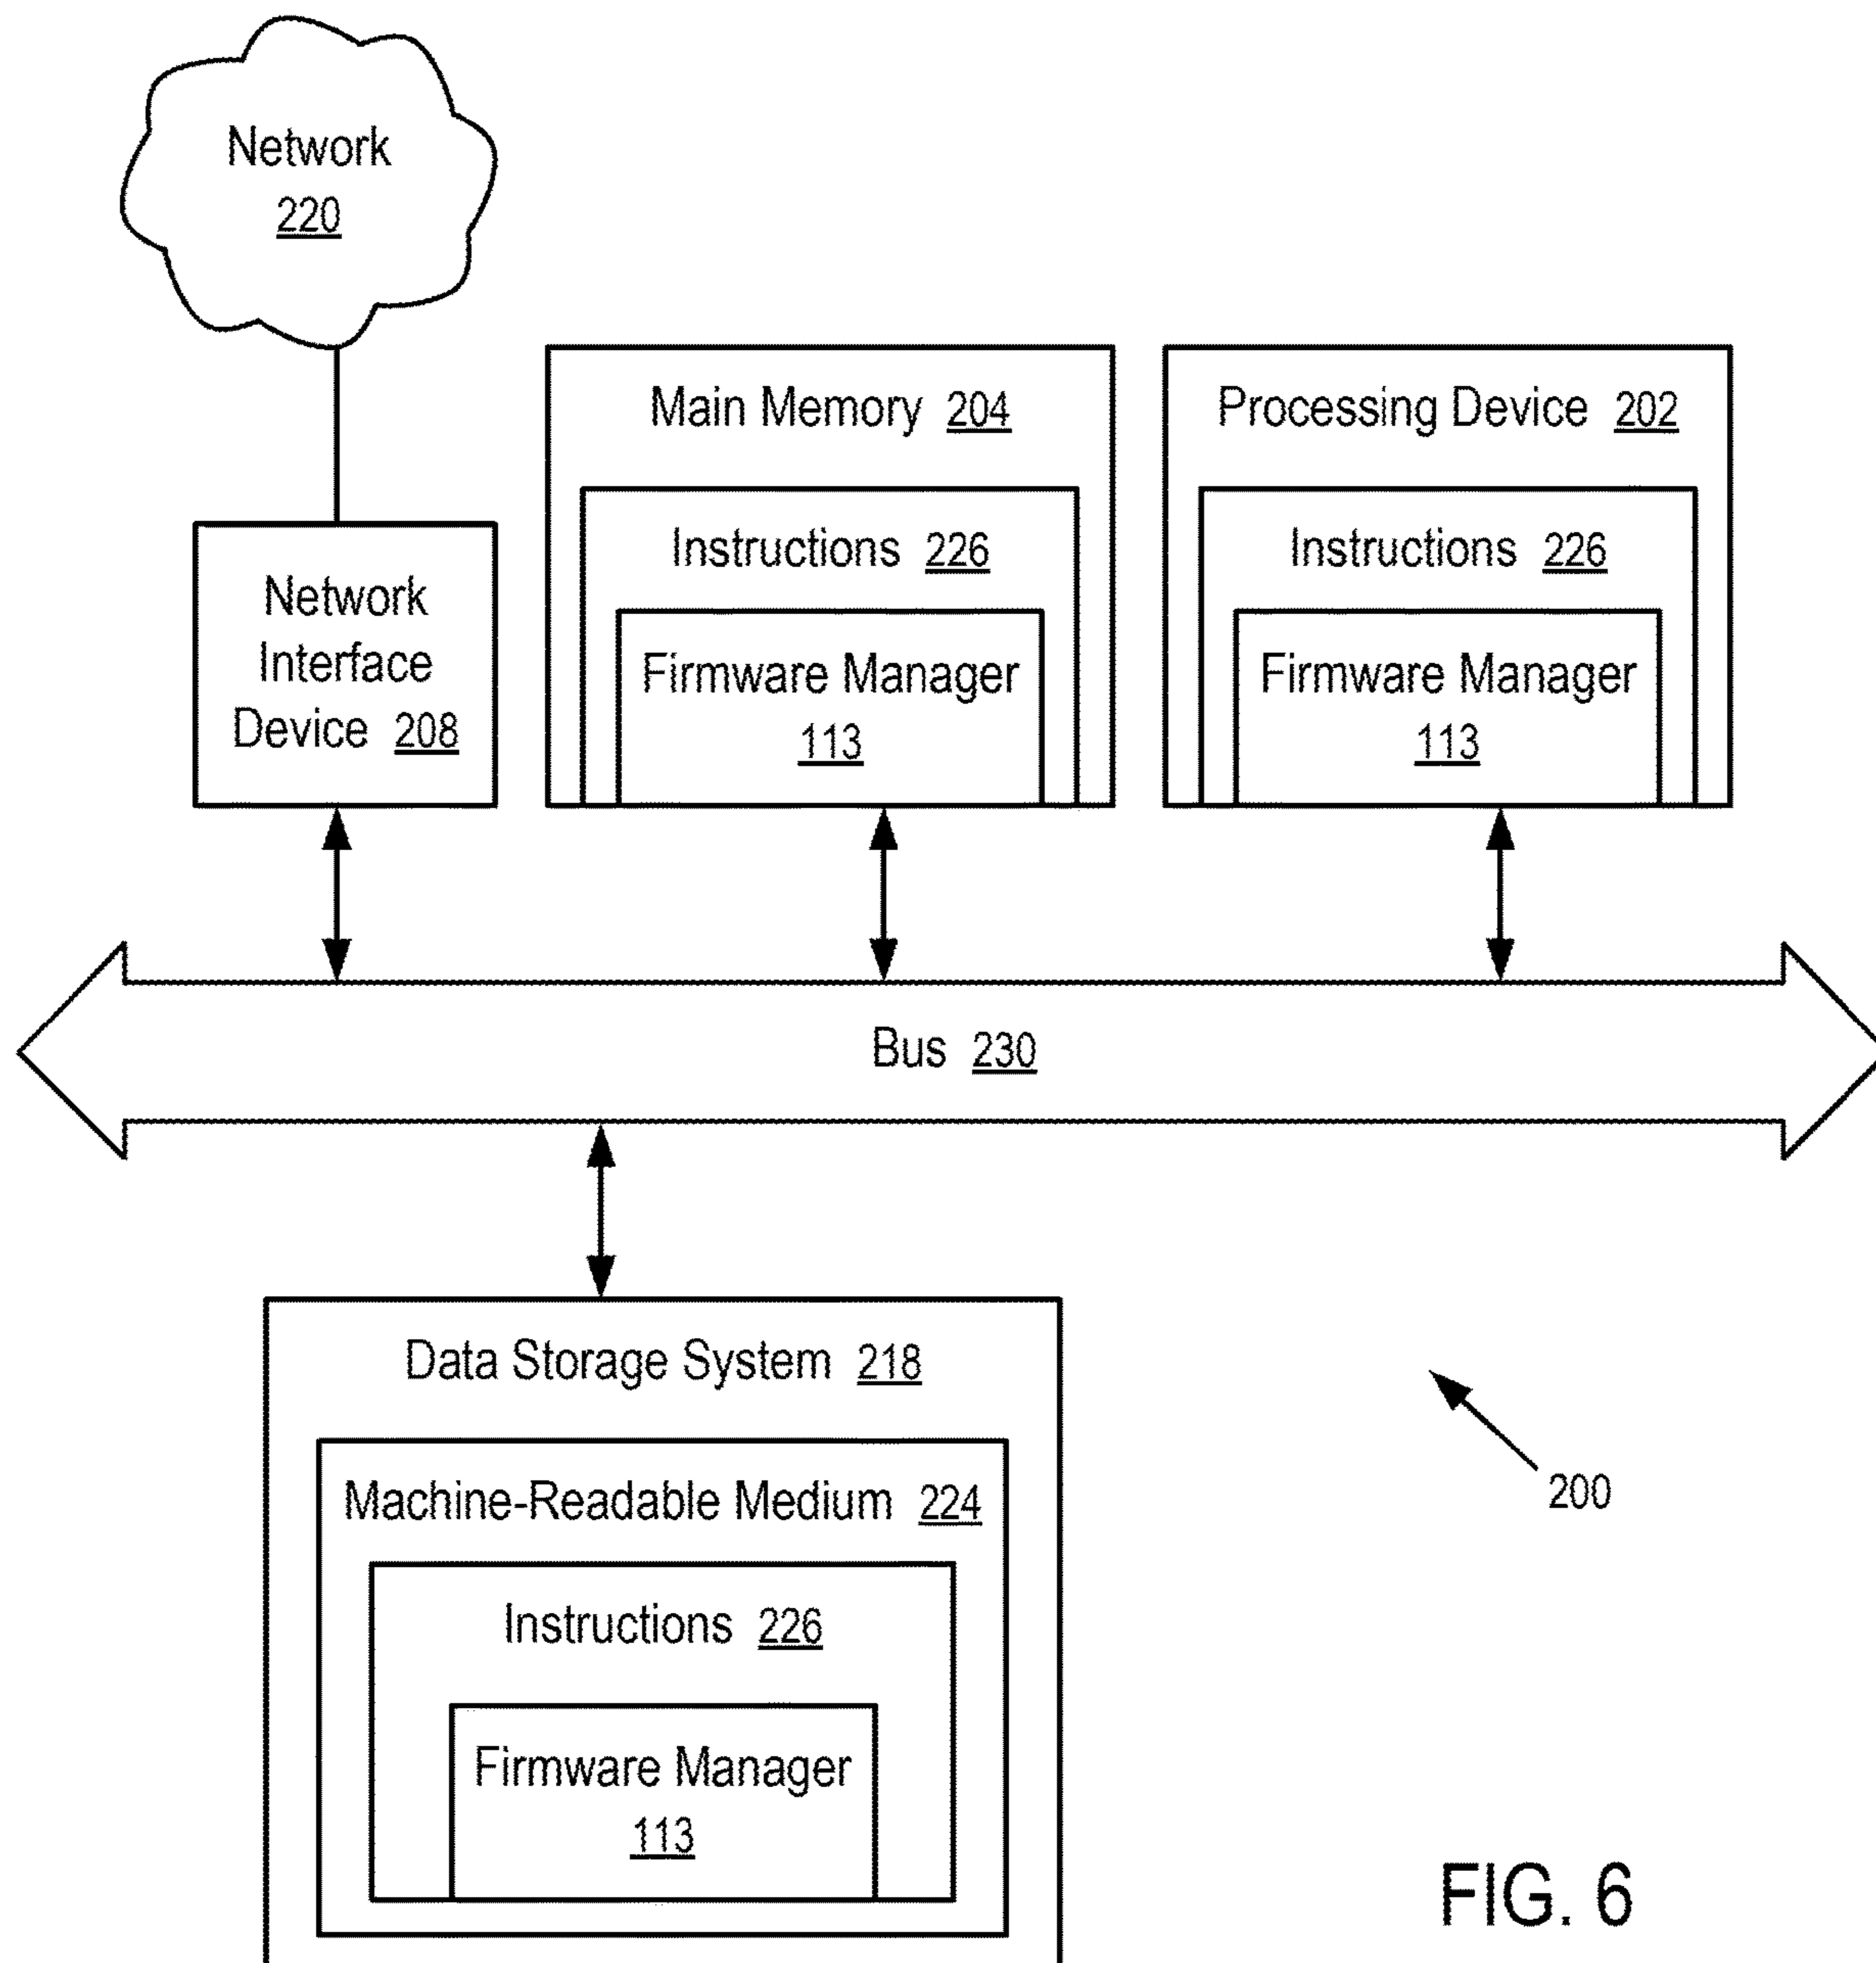 Network
220
Main Memory 204
Processing Device 202
Instructions 226
Instructions 226
Network
Interface
Device 208
Firmware Manager
113
Firmware Manager
113
Bus 230
Data Storage System 218
Machine-Readable Medium 224
200
Instructions 226
Firmware Manager
113
FIG. 6